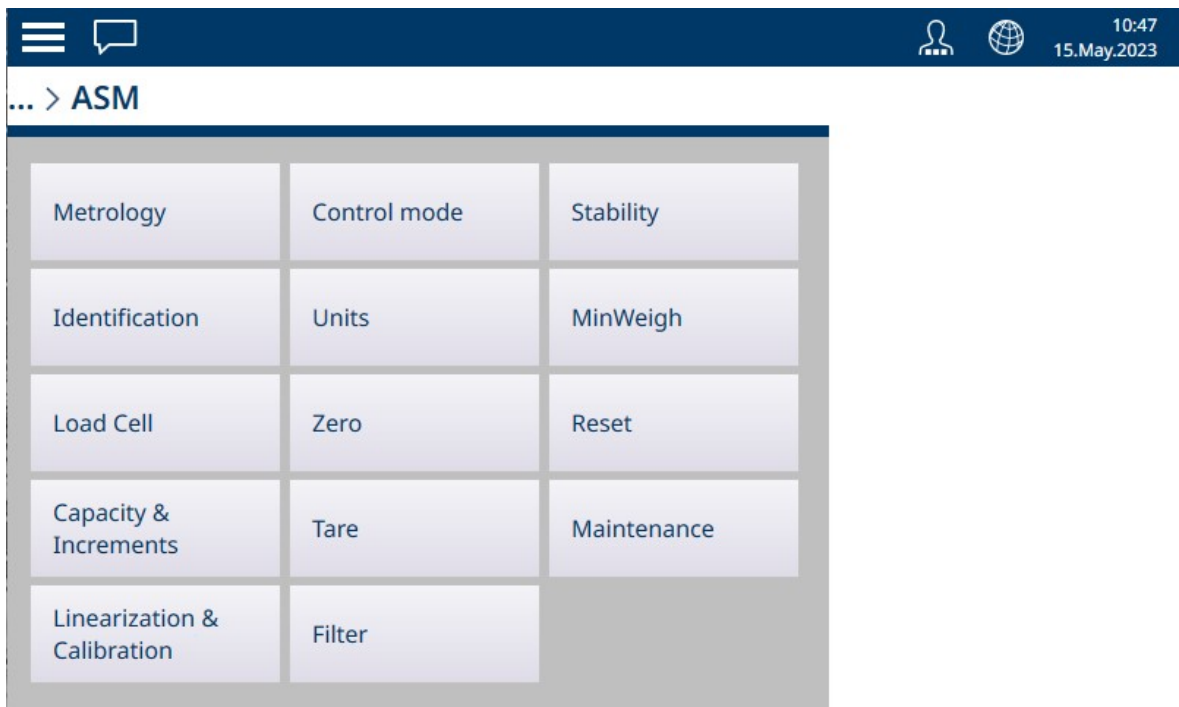 10:47
15.May.2023
... > ASM
Metrology
Control mode
Stability
Identification
Units
MinWeigh
Load Cell
Zero
Reset
Capacity &
Increments
Tare
Maintenance
Linearization &
Calibration
Filter